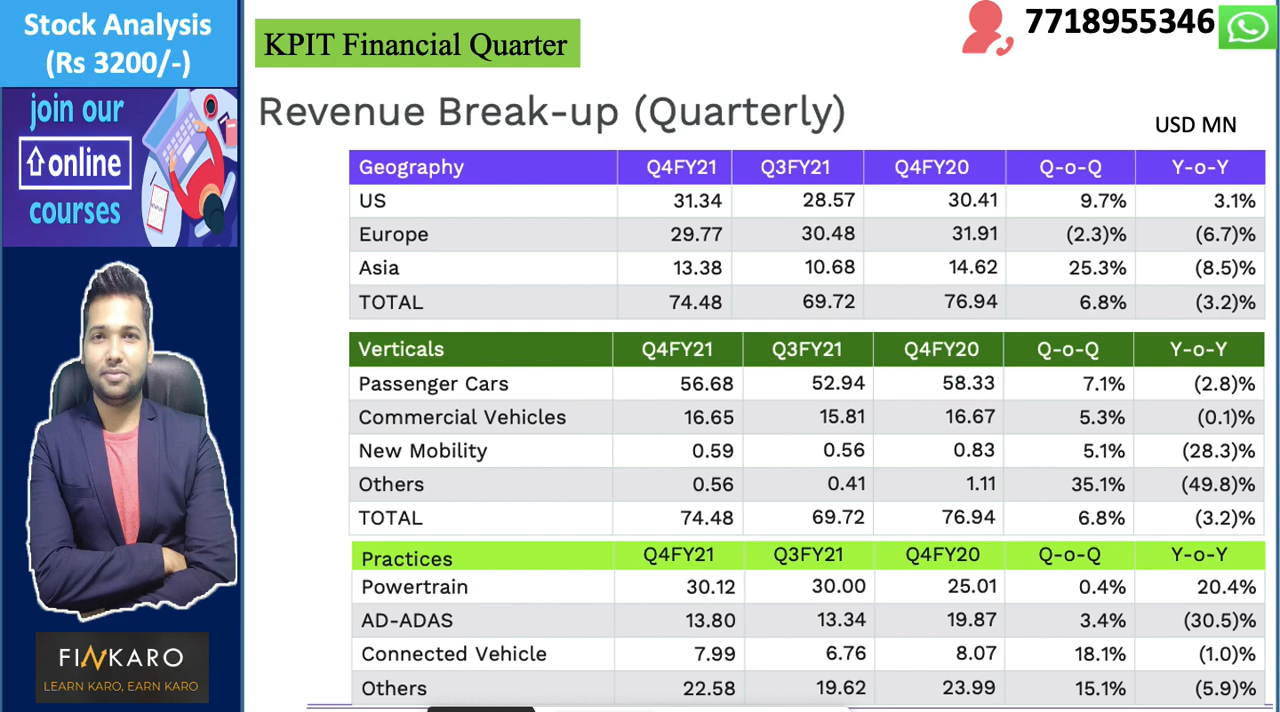 Stock Analysis
(Rs 3200/-)
join our
online
courses
FINKARO
LEARN KARO, EARN KARO
KPIT Financial Quarter
7718955346
Revenue Break-up (Quarterly)
USD MN
Geography Q4FY21 Q3FY21 Q4FY20 Q-o-Q Y-o-Y
US 31.34 28.57 30.41 9.7% 3.1%
Europe 29.77 30.48 31.91 (2.3)% (6.7)%
Asia 13.38 10.68 14.62 25.3% (8.5)%
TOTAL 74.48 69.72 76.94 6.8% (3.2)%
Verticals Q4FY21 Q3FY21 Q4FY20 Q-o-Q Y-o-Y
Passenger Cars 56.68 52.94 58.33 7.1% (2.8)%
Commercial Vehicles 16.65 15.81 16.67 5.3% (0.1)%
New Mobility 0.59 0.56 0.83 5.1% (28.3)%
Others 0.56 0.41 1.11 35.1% (49.8)%
TOTAL 74.48 69.72 76.94 6.8% (3.2)%
Practices Q4FY21 Q3FY21 Q4FY20 Q-o-Q Y-o-Y
Powertrain 30.12 30.00 25.01 0.4% 20.4%
AD-ADAS 13.80 13.34 19.87 3.4% (30.5)%
Connected Vehicle 7.99 6.76 8.07 18.1% (1.0)%
Others 22.58 19.62 23.99 15.1% (5.9)%